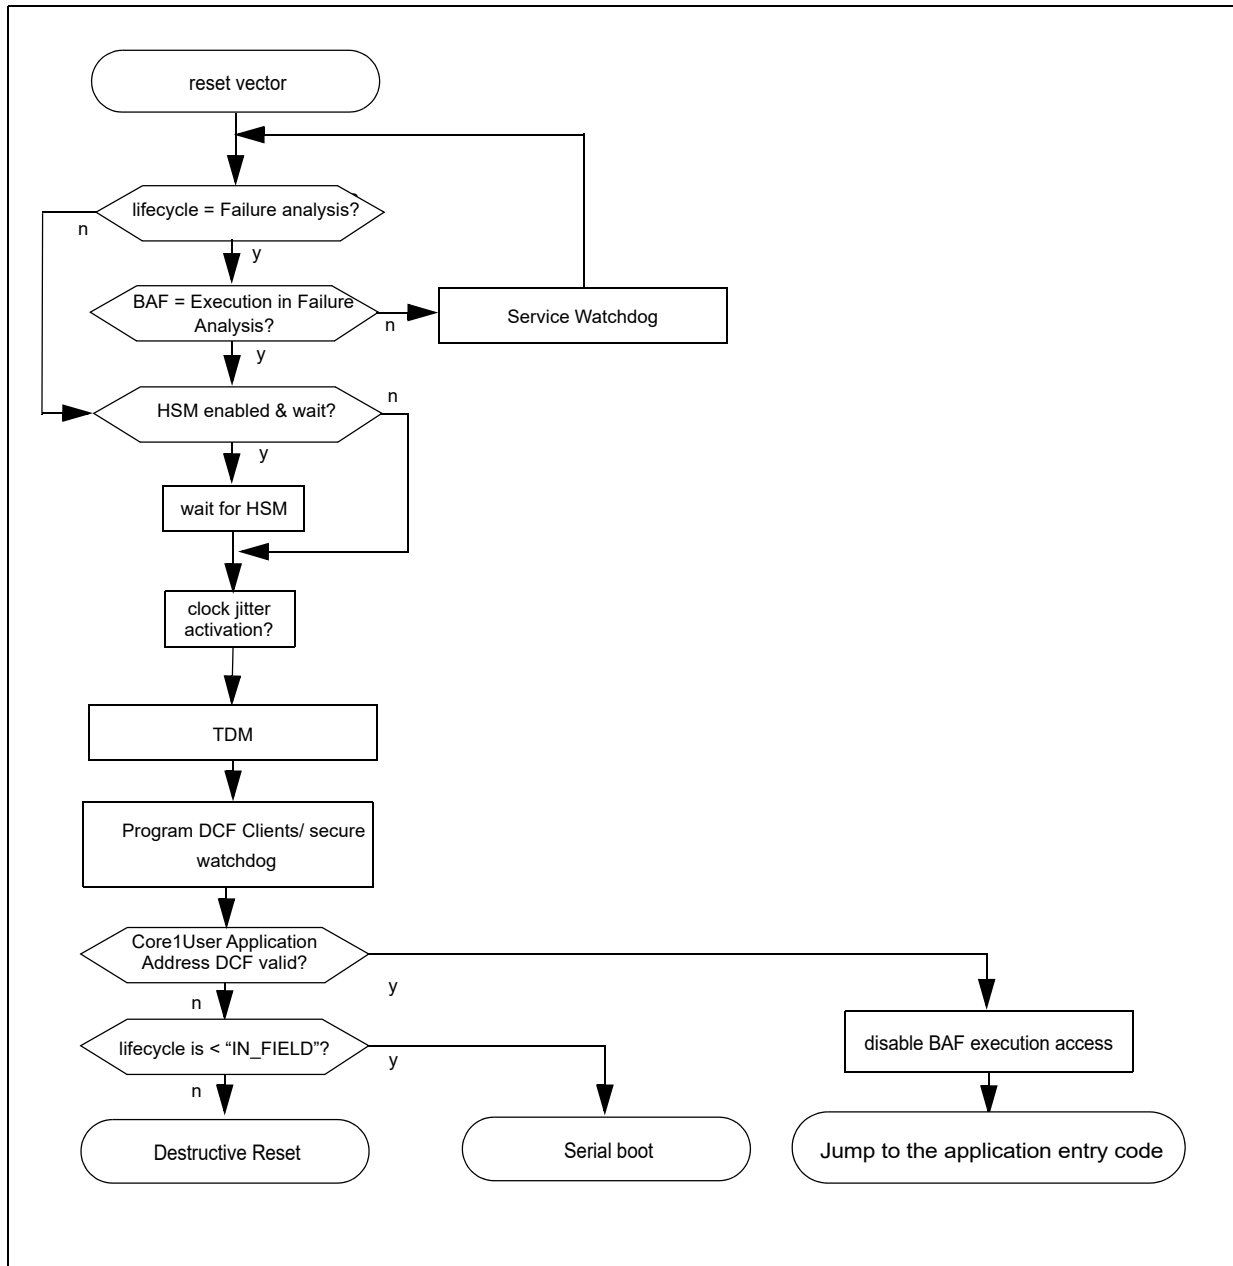 reset vector
lifecycle = Failure analysis?
n
y
BAF = Execution in Failure
Analysis?
n
Service Watchdog
y
HSM enabled & wait?
n
y
wait for HSM
clock jitter
activation?
TDM
Program DCF Clients/ secure
watchdog
Core1User Application
Address DCF valid?
n
y
lifecycle is < “IN_FIELD”?
y
n
disable BAF execution access
Destructive Reset
Serial boot
Jump to the application entry code